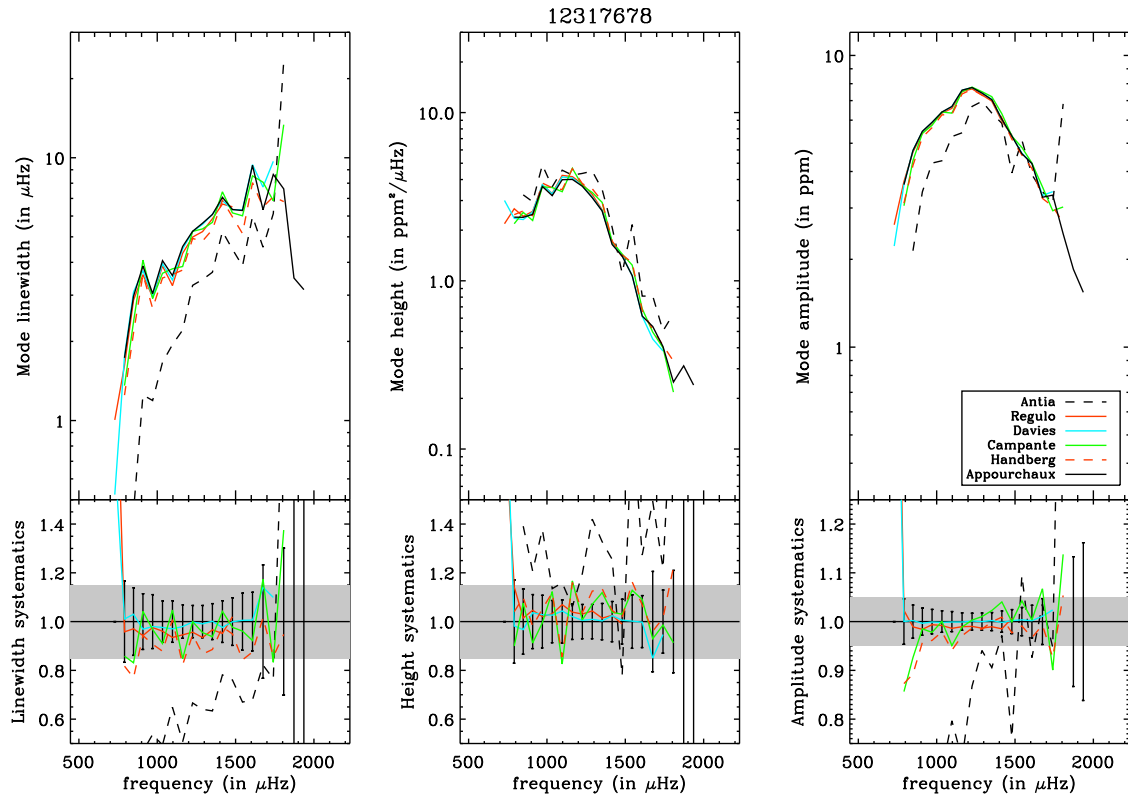 12317678
Mode linewidth (in μHz)
10
1
Mode height (in ppm²/μHz)
10.0
1.0
0.1
Mode amplitude (in ppm)
10
1
Antia
Regulo
Davies
Campante
Handberg
Appourchaux
Linewidth systematics
1.4
1.2
1.0
0.8
0.6
500 1000 1500 2000
frequency (in μHz)
Height systematics
1.4
1.2
1.0
0.8
0.6
500 1000 1500 2000
frequency (in μHz)
Amplitude systematics
1.2
1.1
1.0
0.9
0.8
500 1000 1500 2000
frequency (in μHz)